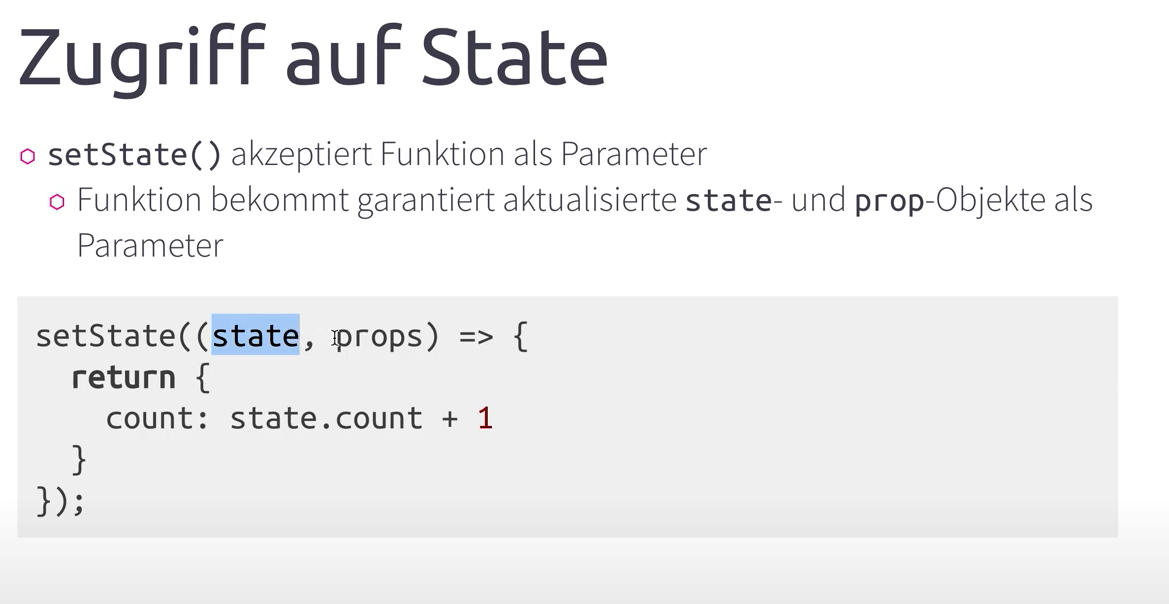 Zugriff auf State
setState() akzeptiert Funktion als Parameter
Funktion bekommt garantiert aktualisierte state- und prop-Objekte als
Parameter
setState((state, props) => {
return {
count: state.count + 1
}
});